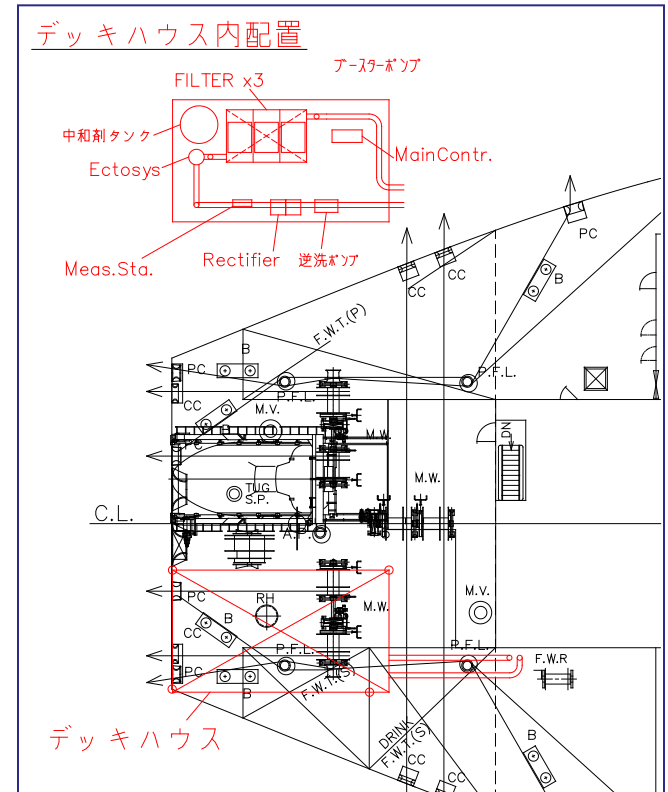 デッキハウス内配置
ブースターポンプ
FILTER x3
中和剤タンク
MainContr.
Ectosys
Rectifier
逆洗ポンプ
Meas.Sta.
PC
CC
CC
B
F.W.T.(P)
B
PC
P.F.L.
P.F.L.
CC
M.V.
B
M.W.
PC
DN
M.W.
TUG
S.P.
C.L.
A.P.
RH
PC
M.W.
M.V.
B
CC
P.F.L.
P.F.L.
PC
F.W.T.(S)
F.W.R
B
DRINK
F.W.T.(S)
デッキハウス
B
CC
CC